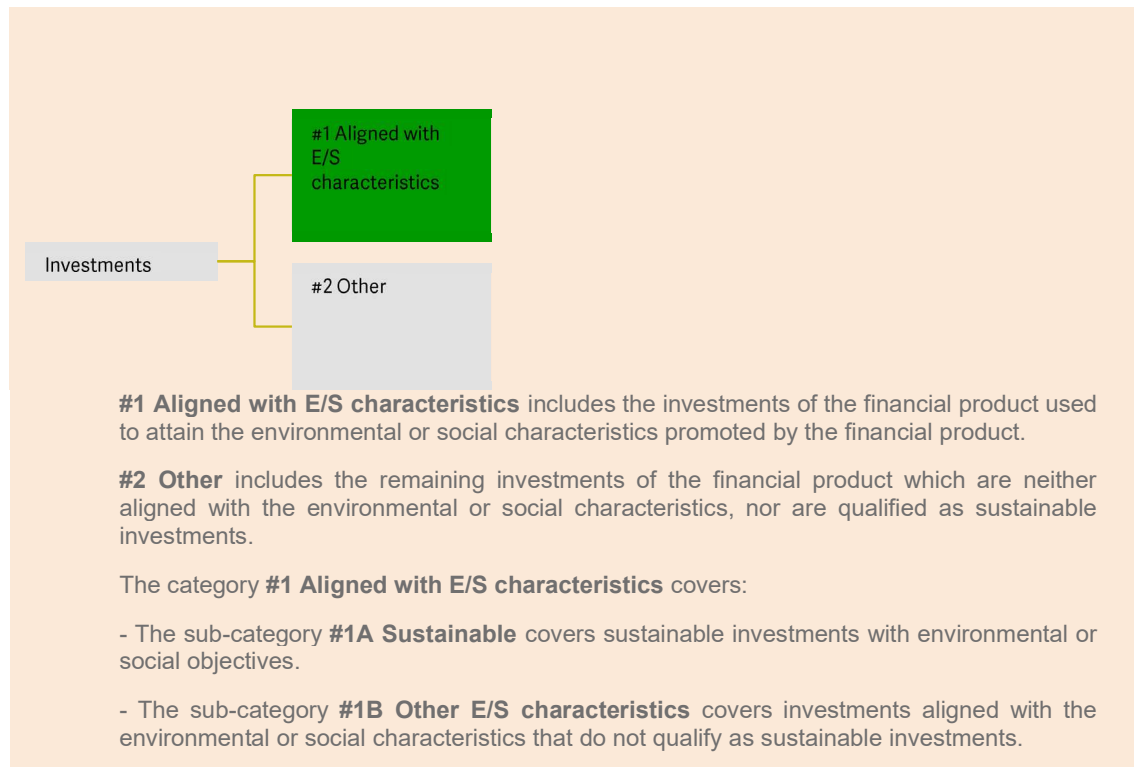 #1 Aligned with
E/S
characteristics
Investments
#2 Other
#1 Aligned with E/S characteristics includes the investments of the financial product used
to attain the environmental or social characteristics promoted by the financial product.
#2 Other includes the remaining investments of the financial product which are neither
aligned with the environmental or social characteristics, nor are qualified as sustainable
investments.
The category #1 Aligned with E/S characteristics covers:
- The sub-category #1A Sustainable covers sustainable investments with environmental or
social objectives.
- The sub-category #1B Other E/S characteristics covers investments aligned with the
environmental or social characteristics that do not qualify as sustainable investments.